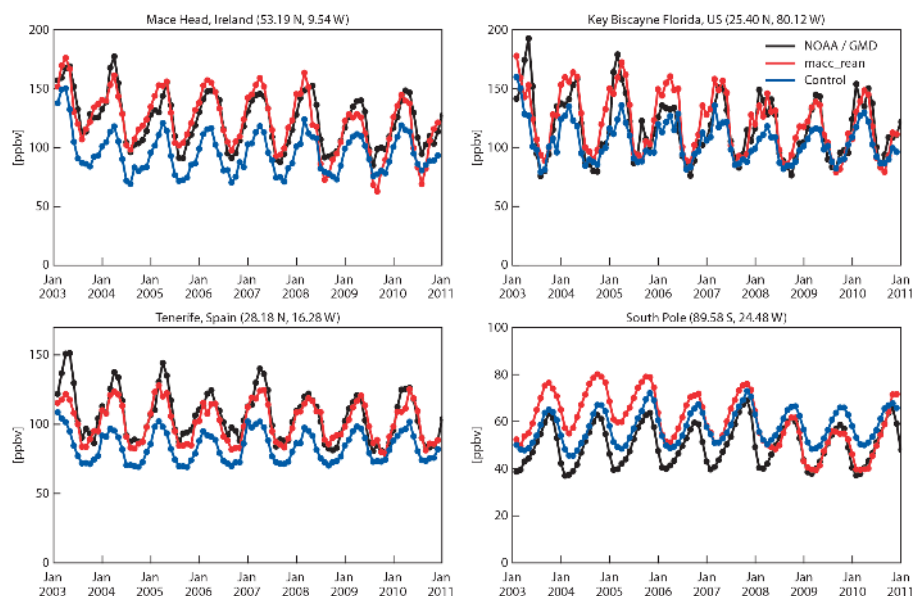 Mace Head, Ireland (53.19 N, 9.54 W)
200
150
100
50
0
[ppbv]
Jan Jan Jan Jan Jan Jan Jan Jan Jan
2003 2004 2005 2006 2007 2008 2009 2010 2011
Key Biscayne Florida, US (25.40 N, 80.12 W)
NOAA / GMD
macc_rean
Control
200
150
100
50
0
[ppbv]
Jan Jan Jan Jan Jan Jan Jan Jan Jan
2003 2004 2005 2006 2007 2008 2009 2010 2011
Tenerife, Spain (28.18 N, 16.28 W)
150
100
50
0
[ppbv]
Jan Jan Jan Jan Jan Jan Jan Jan Jan
2003 2004 2005 2006 2007 2008 2009 2010 2011
South Pole (89.58 S, 24.48 W)
100
80
60
40
20
0
[ppbv]
Jan Jan Jan Jan Jan Jan Jan Jan Jan
2003 2004 2005 2006 2007 2008 2009 2010 2011